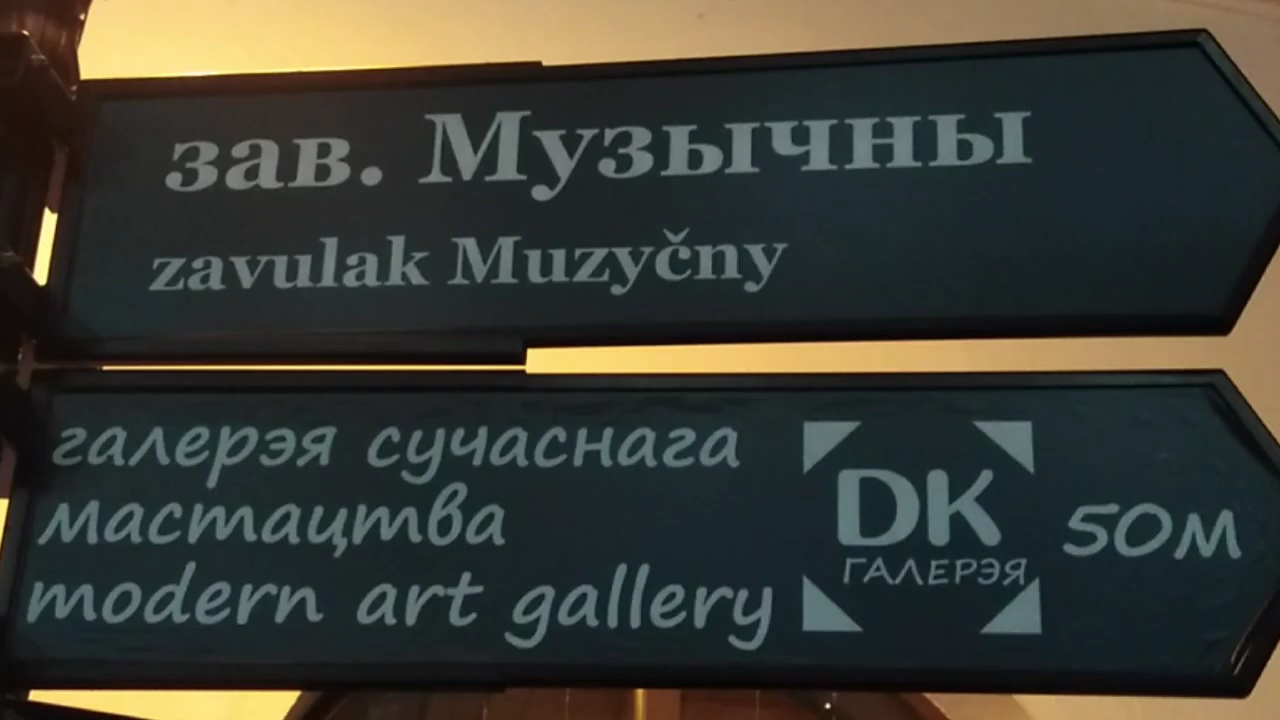 зав. Музычны
zavulak Muzyčny
галерэя сучаснага
мастацтва
modern art gallery
DK
ГАЛЕРЭЯ
50м